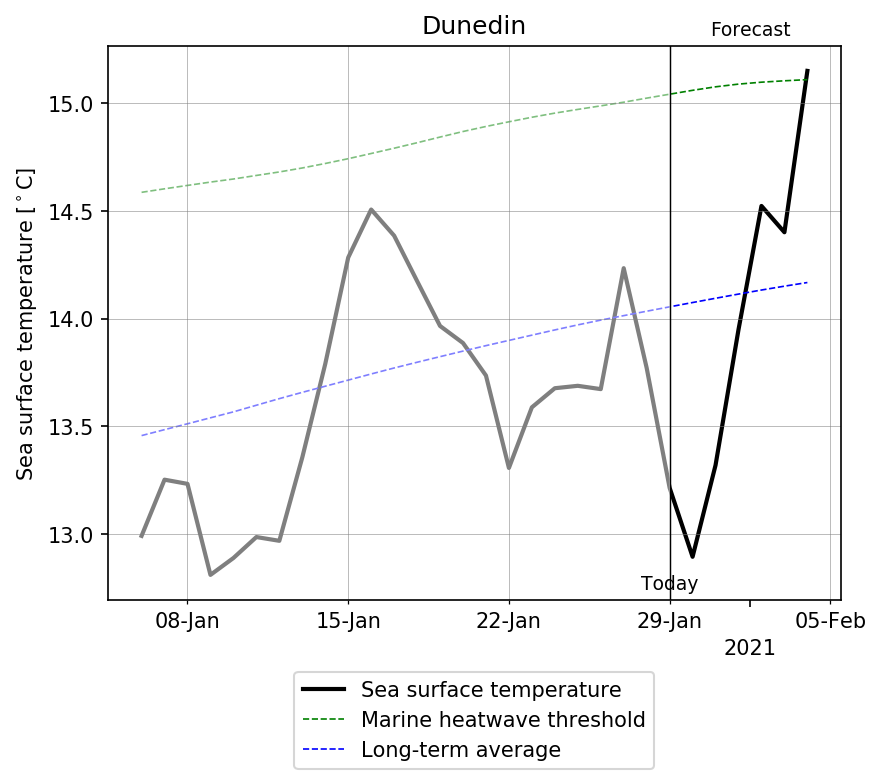 Dunedin
Forecast
Sea surface temperature [°C]
15.0
14.5
14.0
13.5
13.0
Today
08-Jan
15-Jan
22-Jan
29-Jan
05-Feb
2021
Sea surface temperature
Marine heatwave threshold
Long-term average